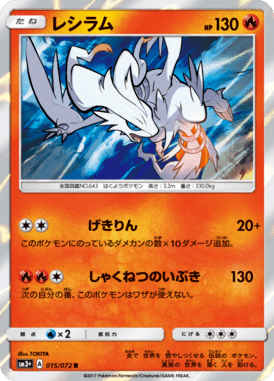 たね レシラム HP 130
全国図鑑NO.643 はくようポケモン 高さ:3.2m 重さ:330.0kg
げきりん 20+
このポケモンにのっているダメカンの数×10ダメージ追加。
しゃくねつのいぶき 130
次の自分の番、このポケモンはワザが使えない。
弱点 ×2 抵抗力 にげる
illus.TOKIYA
SM3+ A 015/072 R
©2017 Pokémon/Nintendo/Creatures/GAME FREAK.